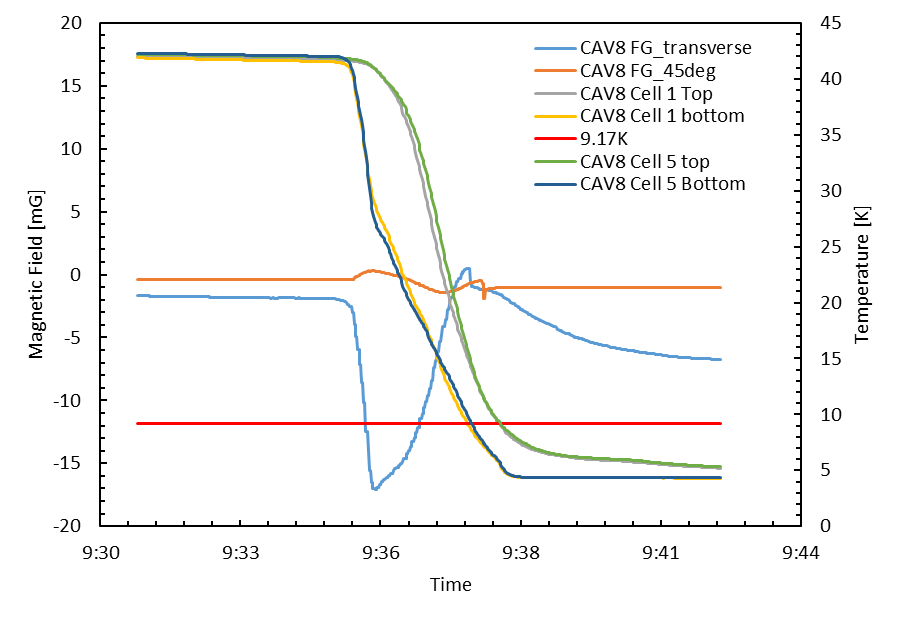 20
15
10
5
0
-5
-10
-15
-20
Magnetic Field [mG]
CAV8 FG_transverse
CAV8 FG_45deg
CAV8 Cell 1 Top
CAV8 Cell 1 bottom
9.17K
CAV8 Cell 5 top
CAV8 Cell 5 Bottom
45
40
35
30
25
20
15
10
5
0
Temperature [K]
9:30 9:33 9:36 9:38 9:41 9:44
Time